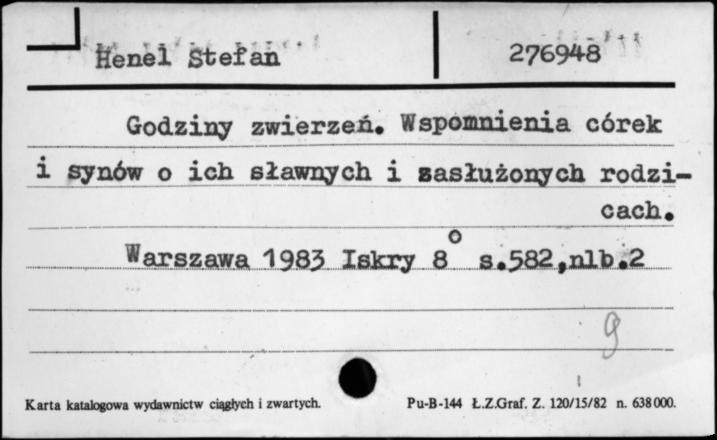 Henel Stefan 276948
Godziny zwierzeń. Wspomnienia córek
i synów o ich sławnych i zasłużonych rodzi-
cach.
Warszawa 1983 Iskry 8° s.582,nlb.2
9
Karta katalogowa wydawnictw ciągłych i zwartych. Pu-B-144 Ł.Z.Graf. Z. 120/15/82 n. 638000.